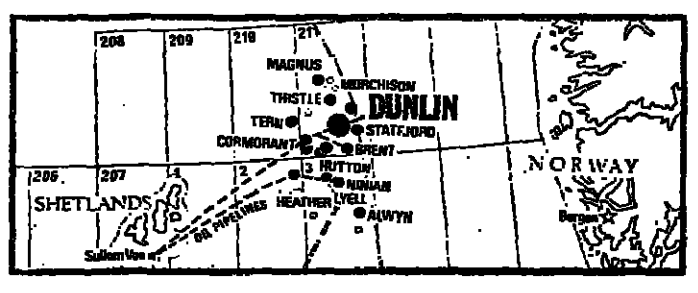 208
209
210
211
MAGNUS
MURCHISON
THISTLE
DUNLIN
TERN
STATFJORD
CORMORANT
BRENT
206
207
1
2
3
HUTTON
NORWAY
NINIAN
SHETLANDS
HEATHER
LYELL
OIL PIPELINES
ALWYN
Bergen
Sullom Voe